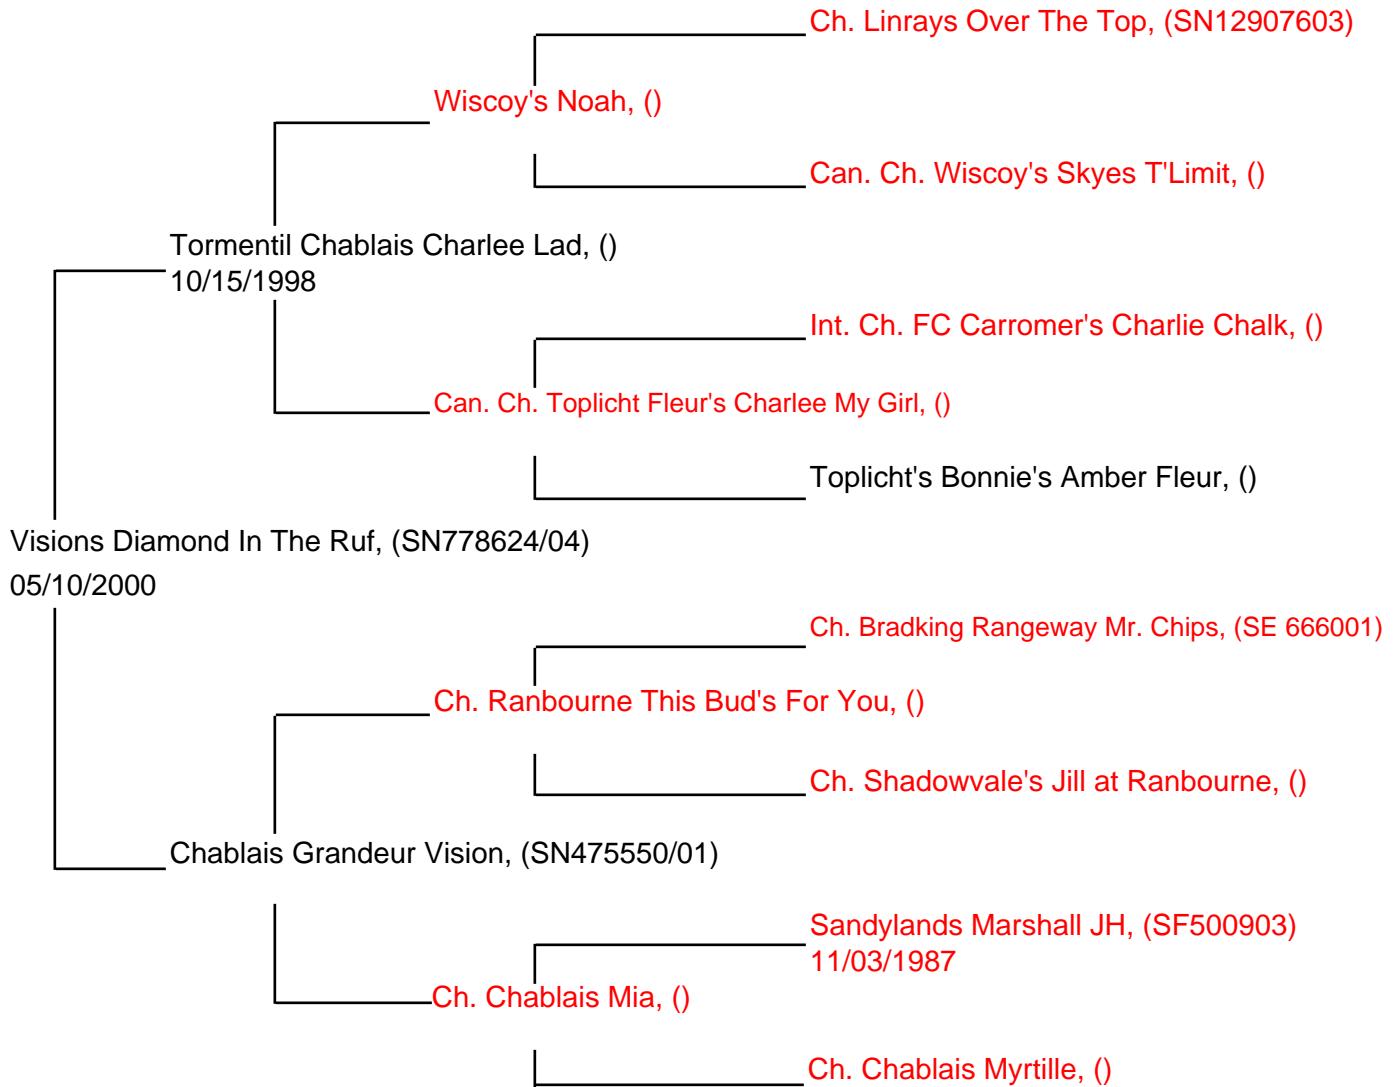 Ch. Linrays Over The Top, (SN12907603)
Wiscoy's Noah, ()
Can. Ch. Wiscoy's Skyes T'Limit, ()
Tormentil Chablais Charlee Lad, ()
10/15/1998
Int. Ch. FC Carromer's Charlie Chalk, ()
Can. Ch. Toplicht Fleur's Charlee My Girl, ()
Toplicht's Bonnie's Amber Fleur, ()
Visions Diamond In The Ruf, (SN778624/04)
05/10/2000
Ch. Bradking Rangeway Mr. Chips, (SE 666001)
Ch. Ranbourne This Bud's For You, ()
Ch. Shadowvale's Jill at Ranbourne, ()
Chablais Grandeur Vision, (SN475550/01)
Sandylands Marshall JH, (SF500903)
11/03/1987
Ch. Chablais Mia, ()
Ch. Chablais Myrtille, ()